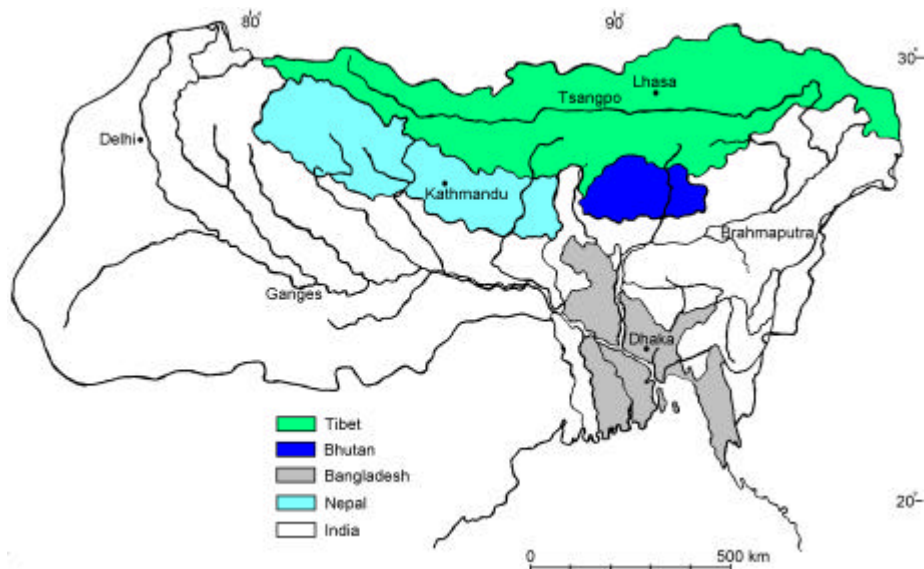 80°
90°
30°
Lhasa
Tsangpo
Delhi
Kathmandu
Brahmaputra
Ganges
Dhaka
Tibet
Bhutan
Bangladesh
Nepal
India
20°
0
500 km